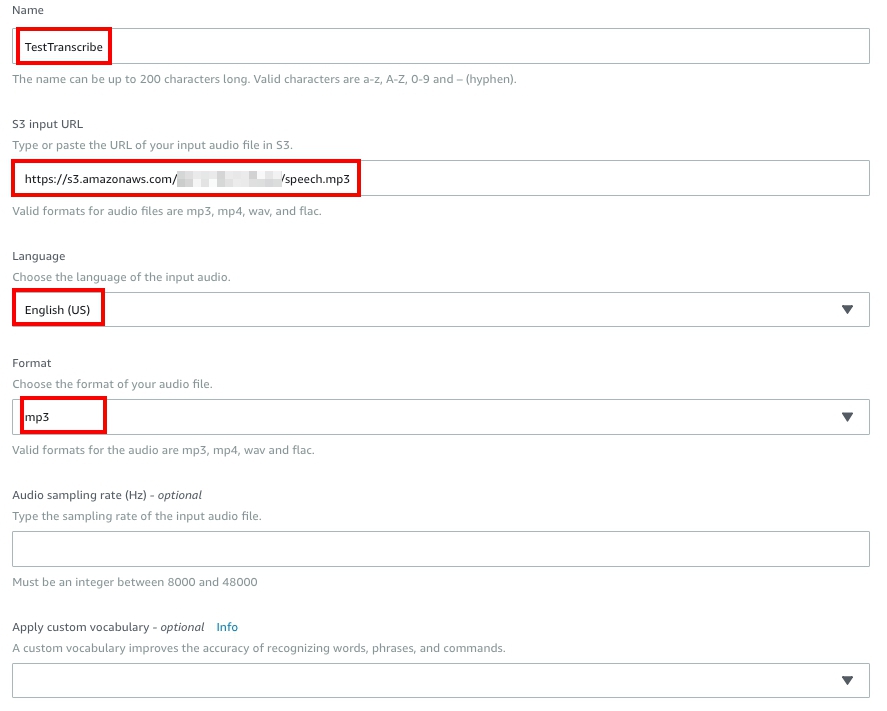 Name
TestTranscribe
The name can be up to 200 characters long. Valid characters are a-z, A-Z, 0-9 and – (hyphen).
S3 input URL
Type or paste the URL of your input audio file in S3.
https://s3.amazonaws.com/ /speech.mp3
Valid formats for audio files are mp3, mp4, wav, and flac.
Language
Choose the language of the input audio.
English (US)
Format
Choose the format of your audio file.
mp3
Valid formats for the audio are mp3, mp4, wav and flac.
Audio sampling rate (Hz) - optional
Type the sampling rate of the input audio file.
Must be an integer between 8000 and 48000
Apply custom vocabulary - optional Info
A custom vocabulary improves the accuracy of recognizing words, phrases, and commands.